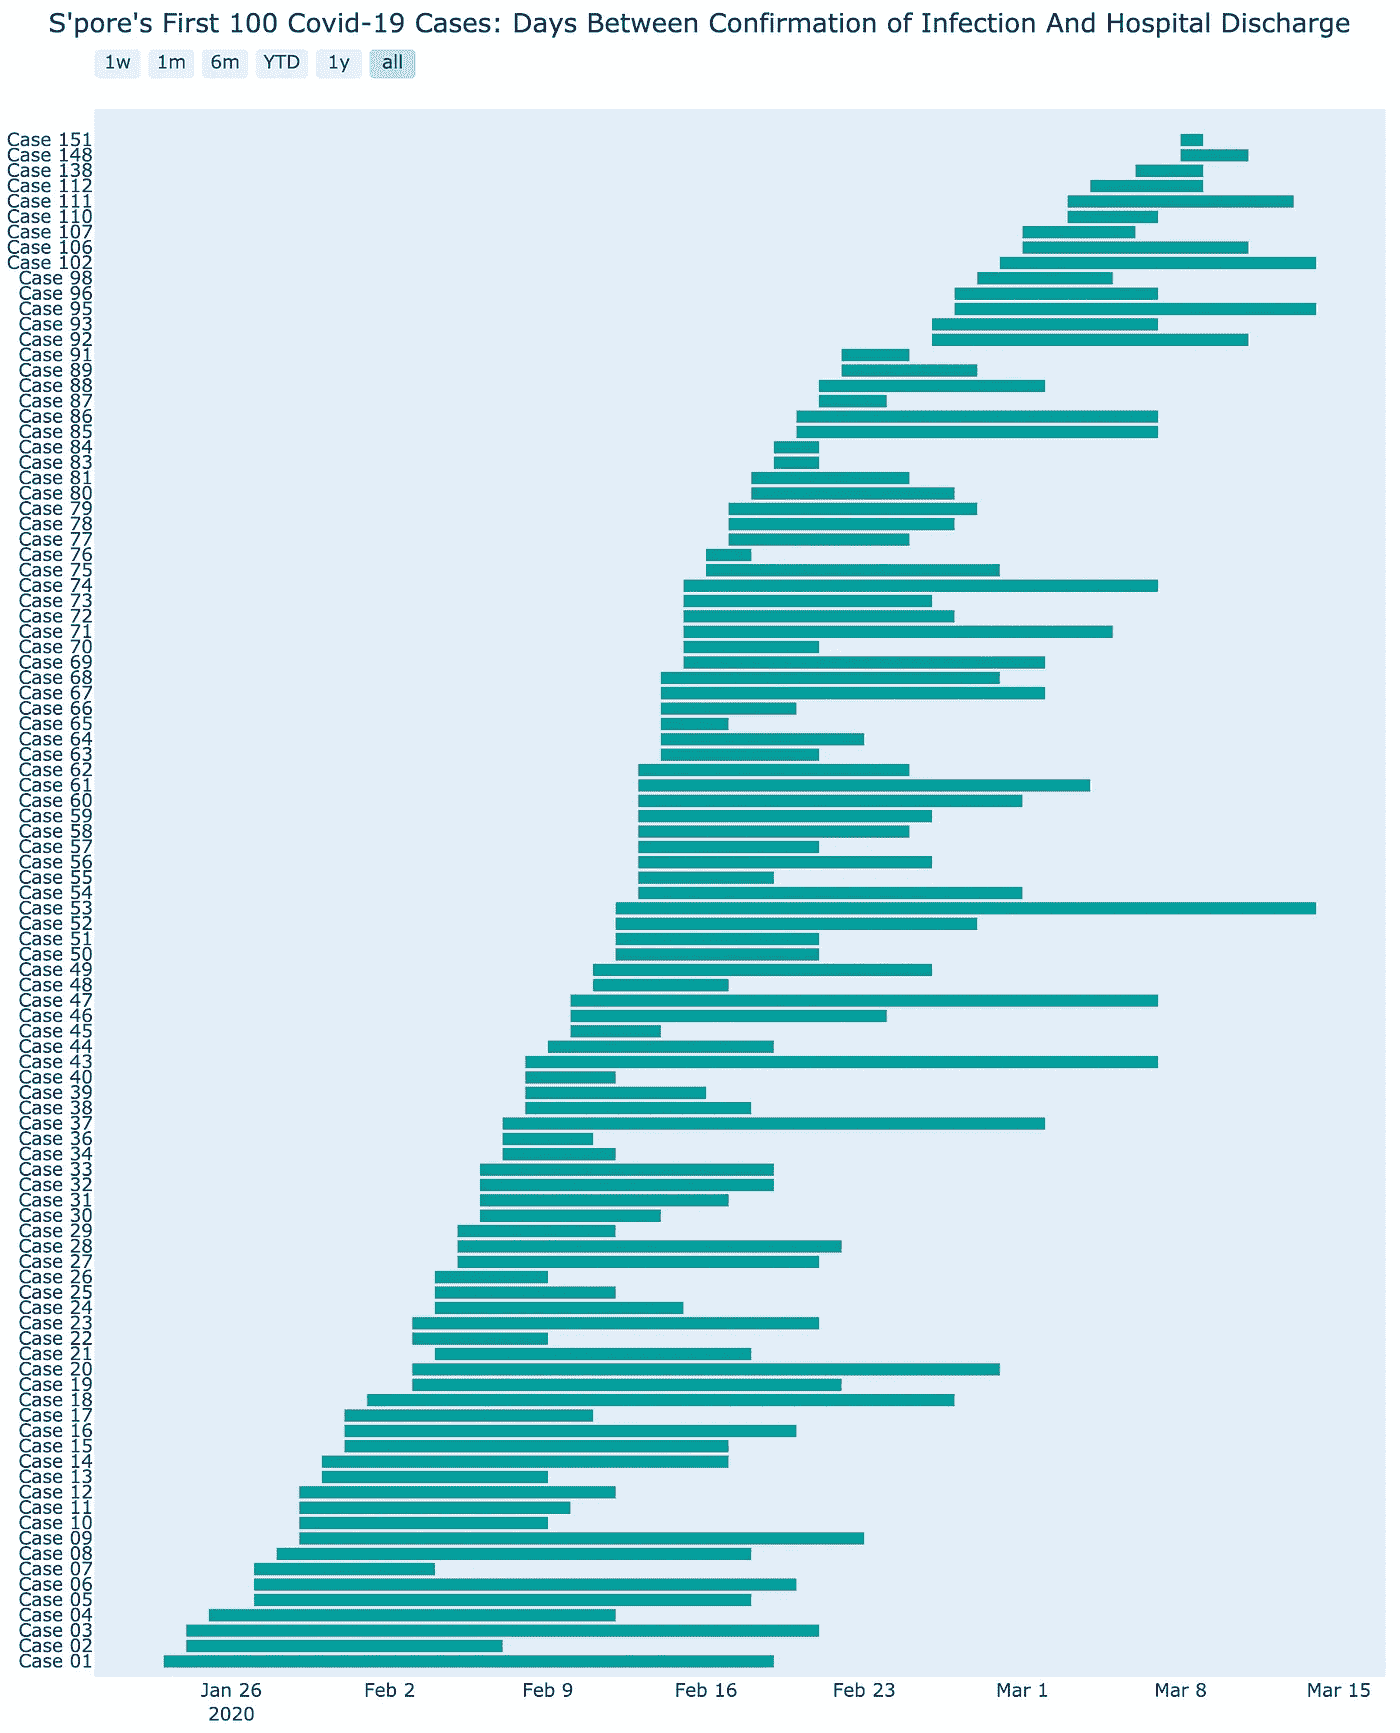 S'pore's First 100 Covid-19 Cases: Days Between Confirmation of Infection And Hospital Discharge
1w 1m 6m YTD 1y all
Case 151
Case 148
Case 138
Case 112
Case 111
Case 110
Case 107
Case 106
Case 102
Case 98
Case 96
Case 95
Case 93
Case 92
Case 91
Case 89
Case 88
Case 87
Case 86
Case 85
Case 84
Case 83
Case 81
Case 80
Case 79
Case 78
Case 77
Case 76
Case 75
Case 74
Case 73
Case 72
Case 71
Case 70
Case 69
Case 68
Case 67
Case 66
Case 65
Case 64
Case 63
Case 62
Case 61
Case 60
Case 59
Case 58
Case 57
Case 56
Case 55
Case 54
Case 53
Case 52
Case 51
Case 50
Case 49
Case 48
Case 47
Case 46
Case 45
Case 44
Case 43
Case 40
Case 39
Case 38
Case 37
Case 36
Case 34
Case 33
Case 32
Case 31
Case 30
Case 29
Case 28
Case 27
Case 26
Case 25
Case 24
Case 23
Case 22
Case 21
Case 20
Case 19
Case 18
Case 17
Case 16
Case 15
Case 14
Case 13
Case 12
Case 11
Case 10
Case 09
Case 08
Case 07
Case 06
Case 05
Case 04
Case 03
Case 02
Case 01
Jan 26 Feb 2 Feb 9 Feb 16 Feb 23 Mar 1 Mar 8 Mar 15
2020